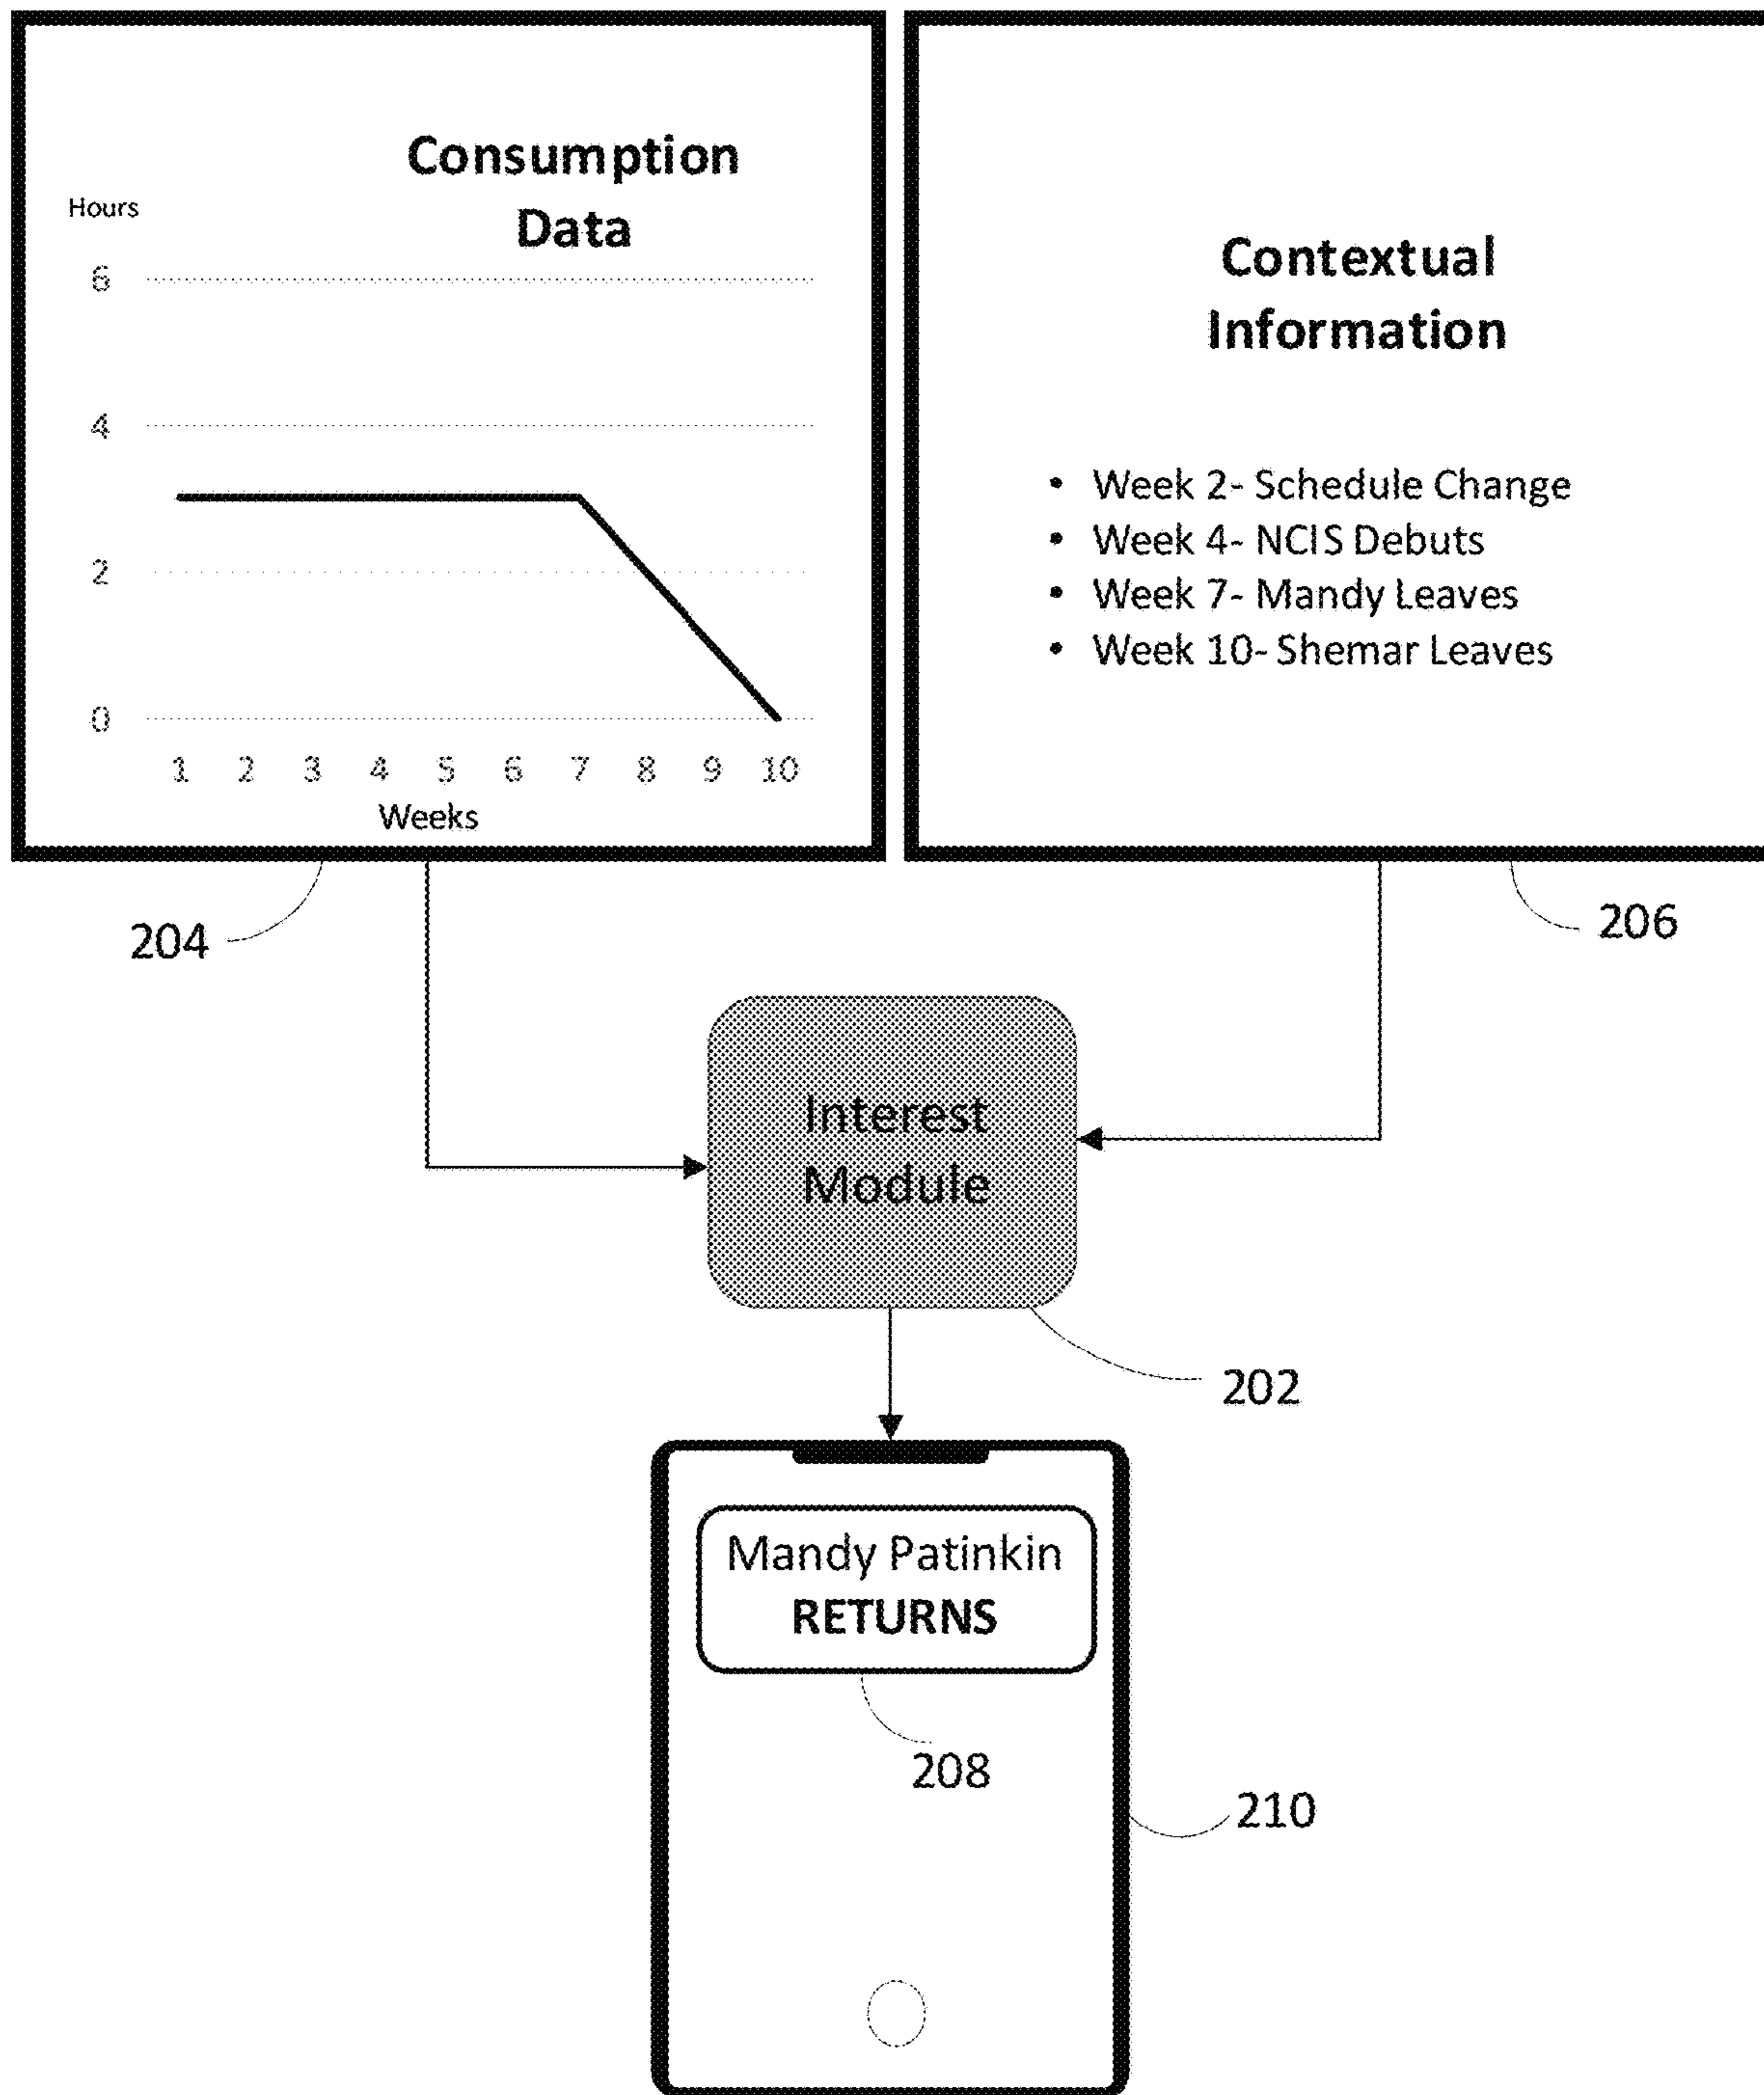 Consumption
Data
Hours
6
4
2
0
1 2 3 4 5 6 7 8 9 10
Weeks
Contextual
Information
• Week 2- Schedule Change
• Week 4- NCIS Debuts
• Week 7- Mandy Leaves
• Week 10- Shemar Leaves
204
206
Interest
Module
202
Mandy Patinkin
RETURNS
208
210